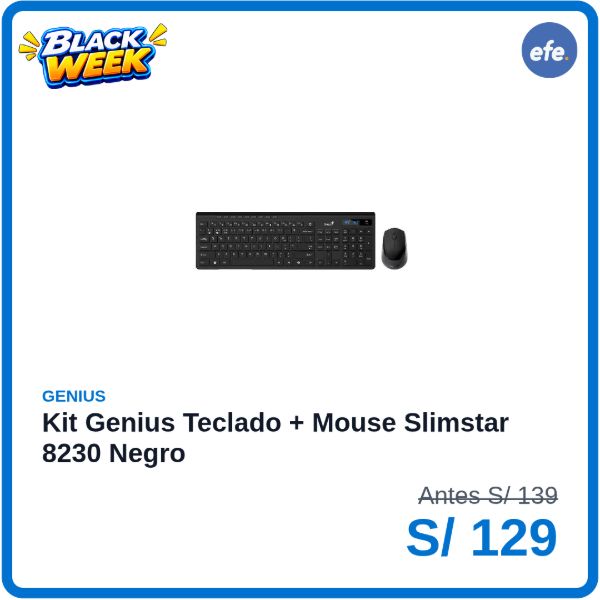 BLACK
WEEK
efe.
GENIUS
Kit Genius Teclado + Mouse Slimstar
8230 Negro
Antes S/ 139
S/ 129